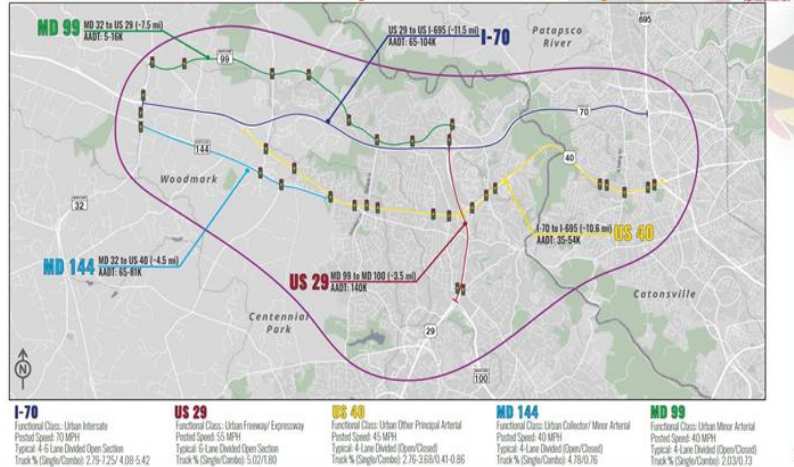 MD 99 MD 32 to US 29 (~7.5 mi)
AADT: 5-16K
US 29 to US I-695 (~11.5 mi)
AADT: 65-104K
I-70
Patapsco
River
695
99
70
144
40
Woodmark
32
I-70 to I-695 (~10.6 mi)
AADT: 35-54K
US 40
MD 144 MD 32 to US 40 (~4.5 mi)
AADT: 65-81K
US 29 MD 99 to MD 100 (~3.5 mi)
AADT: 140K
Catonsville
Centennial
Park
29
100
N
I-70
Functional Class: Urban Intersate
Posted Speed: 70 MPH
Typical: 4-6 Lane Divided Open Section
Truck % (Single/Combo): 2.79-7.25/ 4.08-5.42
US 29
Functional Class: Urban Freeway/ Expressway
Posted Speed: 55 MPH
Typical: 6-Lane Divided Open Section
Truck % (Single/Combo): 5.02/1.80
US 40
Functional Class: Urban Other Principal Arterial
Posted Speed: 45 MPH
Typical: 4-Lane Divided (Open/Closed)
Truck % (Single/Combo): 2.76-3.68/0.41-0.86
MD 144
Functional Class: Urban Collector/ Minor Arterial
Posted Speed: 40 MPH
Typical: 4-Lane Divided (Open/Closed)
Truck % (Single/Combo): 4.78/0.76
MD 99
Functional Class: Urban Minor Arterial
Posted Speed: 40 MPH
Typical: 4-Lane Divided (Open/Closed)
Truck % (Single/Combo): 2.03/0.73